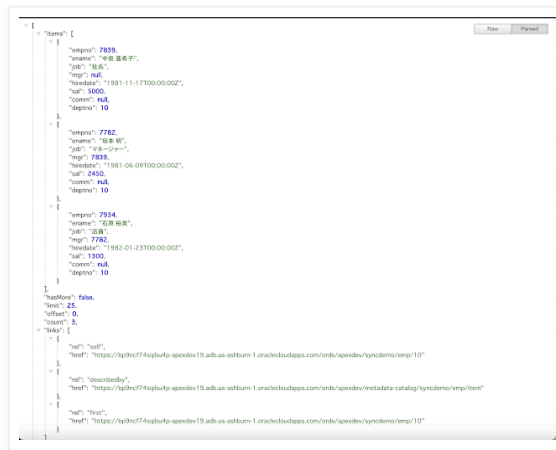 Raw Parsed
{
"items": [
{
"empno": 7839,
"ename": "中島 亜希子",
"job": "社長",
"mgr": null,
"hiredate": "1981-11-17T00:00:00Z",
"sal": 5000,
"comm": null,
"deptno": 10
},
{
"empno": 7782,
"ename": "坂本 明",
"job": "マネージャー",
"mgr": 7839,
"hiredate": "1981-06-09T00:00:00Z",
"sal": 2450,
"comm": null,
"deptno": 10
},
{
"empno": 7934,
"ename": "石原 裕美",
"job": "店員",
"mgr": 7782,
"hiredate": "1982-01-23T00:00:00Z",
"sal": 1300,
"comm": null,
"deptno": 10
}
],
"hasMore": false,
"limit": 25,
"offset": 0,
"count": 3,
"links": [
{
"rel": "self",
"href": "https://bp9ncf74sqibu4p-apexdev19.adb.us-ashburn-1.oraclecloudapps.com/ords/apexdev/syncdemo/emp/10"
},
{
"rel": "describedby",
"href": "https://bp9ncf74sqibu4p-apexdev19.adb.us-ashburn-1.oraclecloudapps.com/ords/apexdev/metadata-catalog/syncdemo/emp/item"
},
{
"rel": "first",
"href": "https://bp9ncf74sqibu4p-apexdev19.adb.us-ashburn-1.oraclecloudapps.com/ords/apexdev/syncdemo/emp/10"
}
]